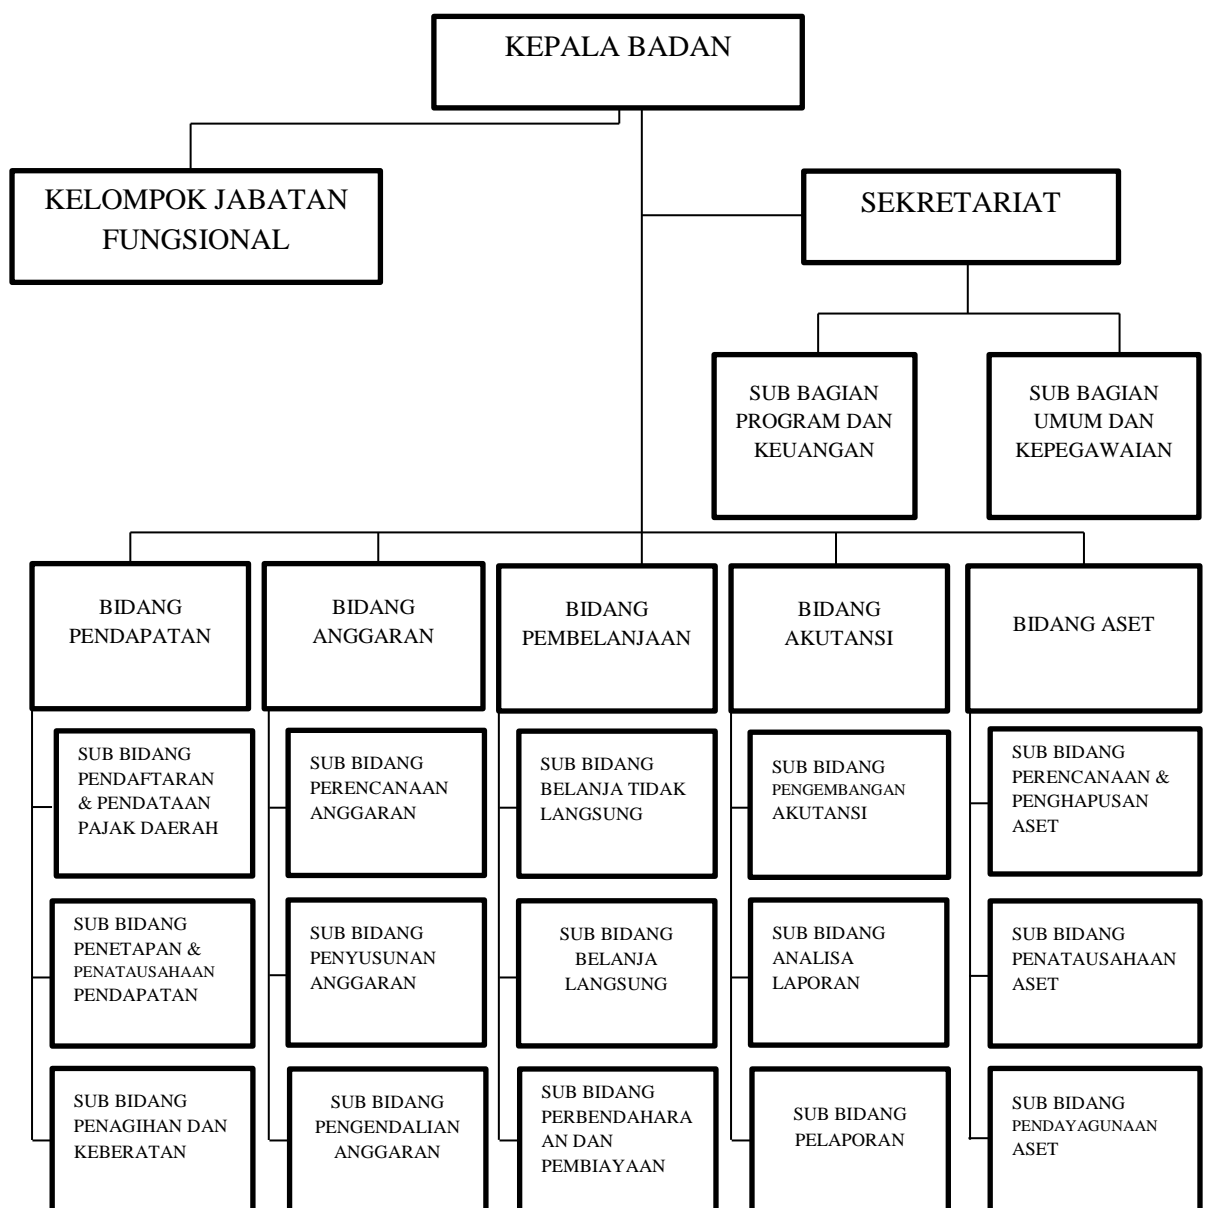 KEPALA BADAN
KELOMPOK JABATAN
FUNGSIONAL
SEKRETARIAT
SUB BAGIAN
PROGRAM DAN
KEUANGAN
SUB BAGIAN
UMUM DAN
KEPEGAWAIAN
BIDANG
PENDAPATAN
BIDANG
ANGGARAN
BIDANG
PEMBELANJAAN
BIDANG
AKUTANSI
BIDANG ASET
SUB BIDANG
PENDAFTARAN
& PENDATAAN
PAJAK DAERAH
SUB BIDANG
PERENCANAAN
ANGGARAN
SUB BIDANG
BELANJA TIDAK
LANGSUNG
SUB BIDANG
PENGEMBANGAN
AKUTANSI
SUB BIDANG
PERENCANAAN &
PENGHAPUSAN
ASET
SUB BIDANG
PENETAPAN &
PENATAUSAHAAN
PENDAPATAN
SUB BIDANG
PENYUSUNAN
ANGGARAN
SUB BIDANG
BELANJA
LANGSUNG
SUB BIDANG
ANALISA
LAPORAN
SUB BIDANG
PENATAUSAHAAN
ASET
SUB BIDANG
PENAGIHAN DAN
KEBERATAN
SUB BIDANG
PENGENDALIAN
ANGGARAN
SUB BIDANG
PERBENDAHARA
AN DAN
PEMBIAYAAN
SUB BIDANG
PELAPORAN
SUB BIDANG
PENDAYAGUNAAN
ASET